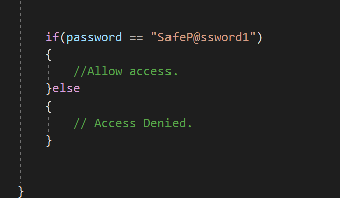 if(password == "SafeP@ssword1")
{
//Allow access.
}else
{
// Access Denied.
}
}